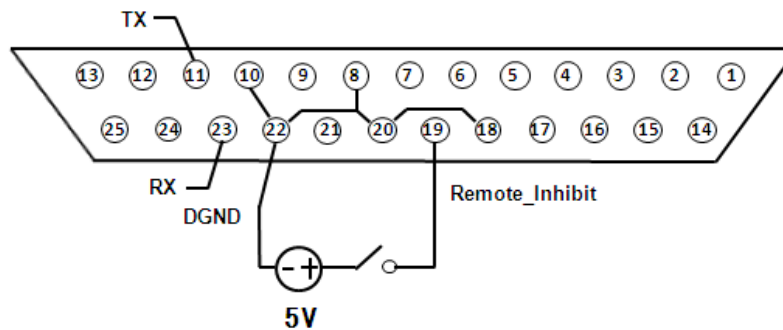 TX
13 12 11 10 9 8 7 6 5 4 3 2 1
25 24 23 22 21 20 19 18 17 16 15 14
RX
DGND
Remote_Inhibit
- +
5V